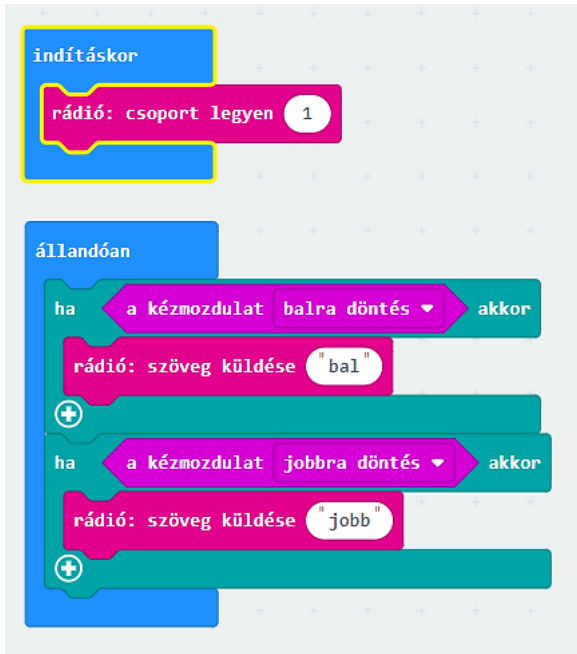 indításkor
rádió: csoport legyen 1
állandóan
ha a kézmozdulat balra döntés akkor
rádió: szöveg küldése "bal"
ha a kézmozdulat jobbra döntés akkor
rádió: szöveg küldése "jobb"